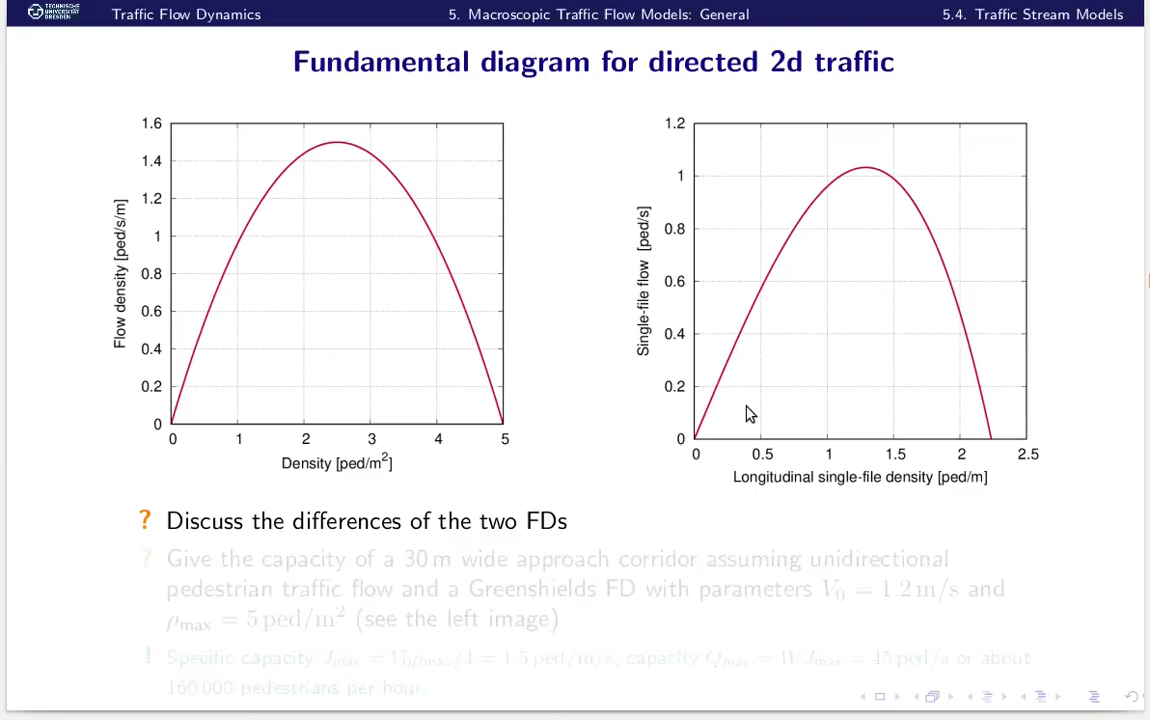 TECHNISCHE UNIVERSITÄT DRESDEN
Traffic Flow Dynamics 5. Macroscopic Traffic Flow Models: General 5.4. Traffic Stream Models
Fundamental diagram for directed 2d traffic
1.6
1.4
1.2
1
0.8
0.6
0.4
0.2
0
Flow density [ped/s/m]
0 1 2 3 4 5
Density [ped/m²]
1.2
1
0.8
0.6
0.4
0.2
0
Single-file flow [ped/s]
0 0.5 1 1.5 2 2.5
Longitudinal single-file density [ped/m]
? Discuss the differences of the two FDs
? Give the capacity of a 30 m wide approach corridor assuming unidirectional
pedestrian traffic flow and a Greenshields FD with parameters V₀ = 1.2 m/s and
ρmax = 5 ped/m² (see the left image)
! Specific capacity Jmax = V₀ρmax/4 = 1.5 ped/m/s, capacity Qmax = WJmax = 45 ped/s or about
160 000 pedestrians per hour.